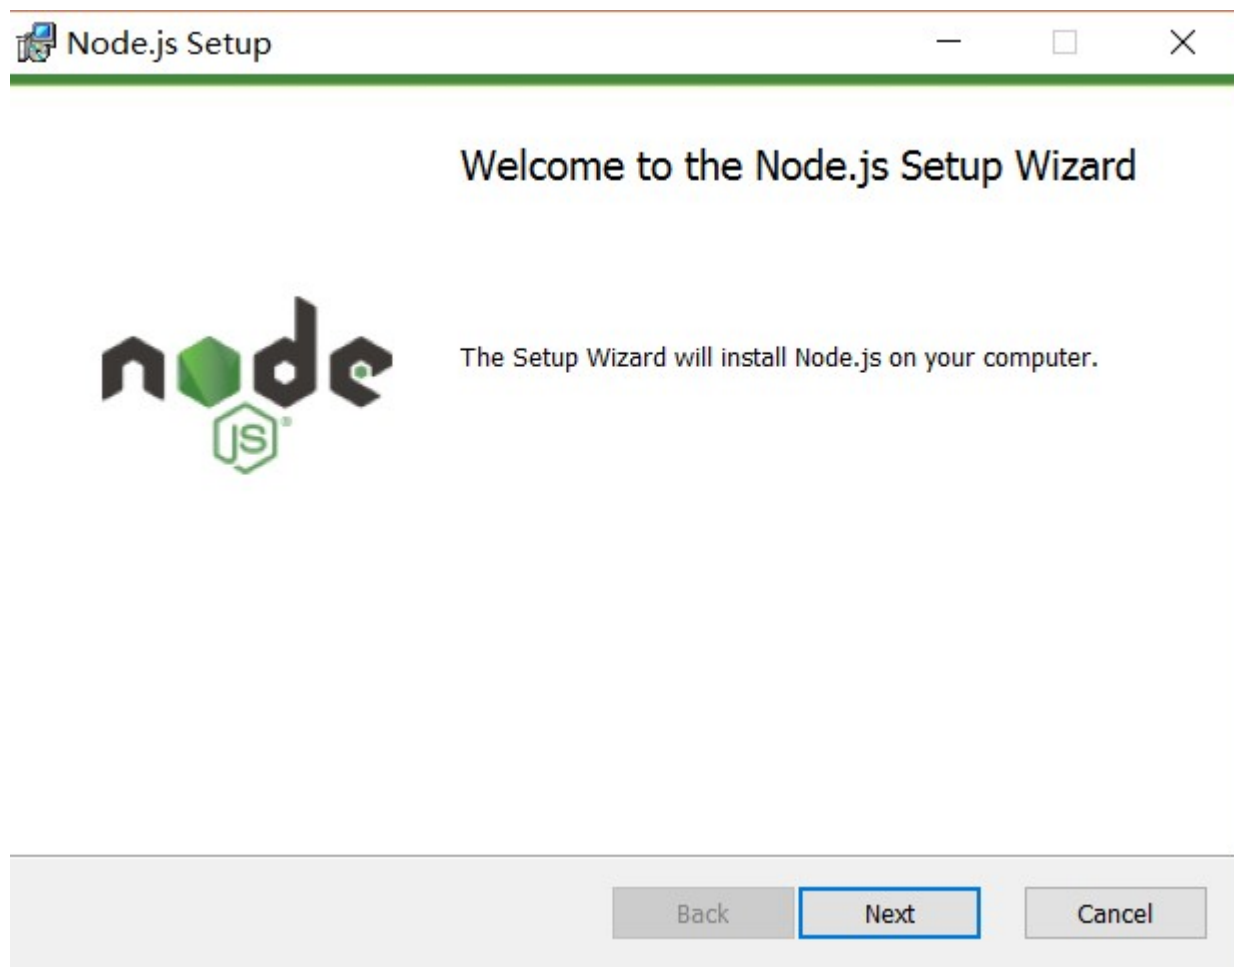 Node.js Setup
Welcome to the Node.js Setup Wizard
node
JS®
The Setup Wizard will install Node.js on your computer.
Back
Next
Cancel